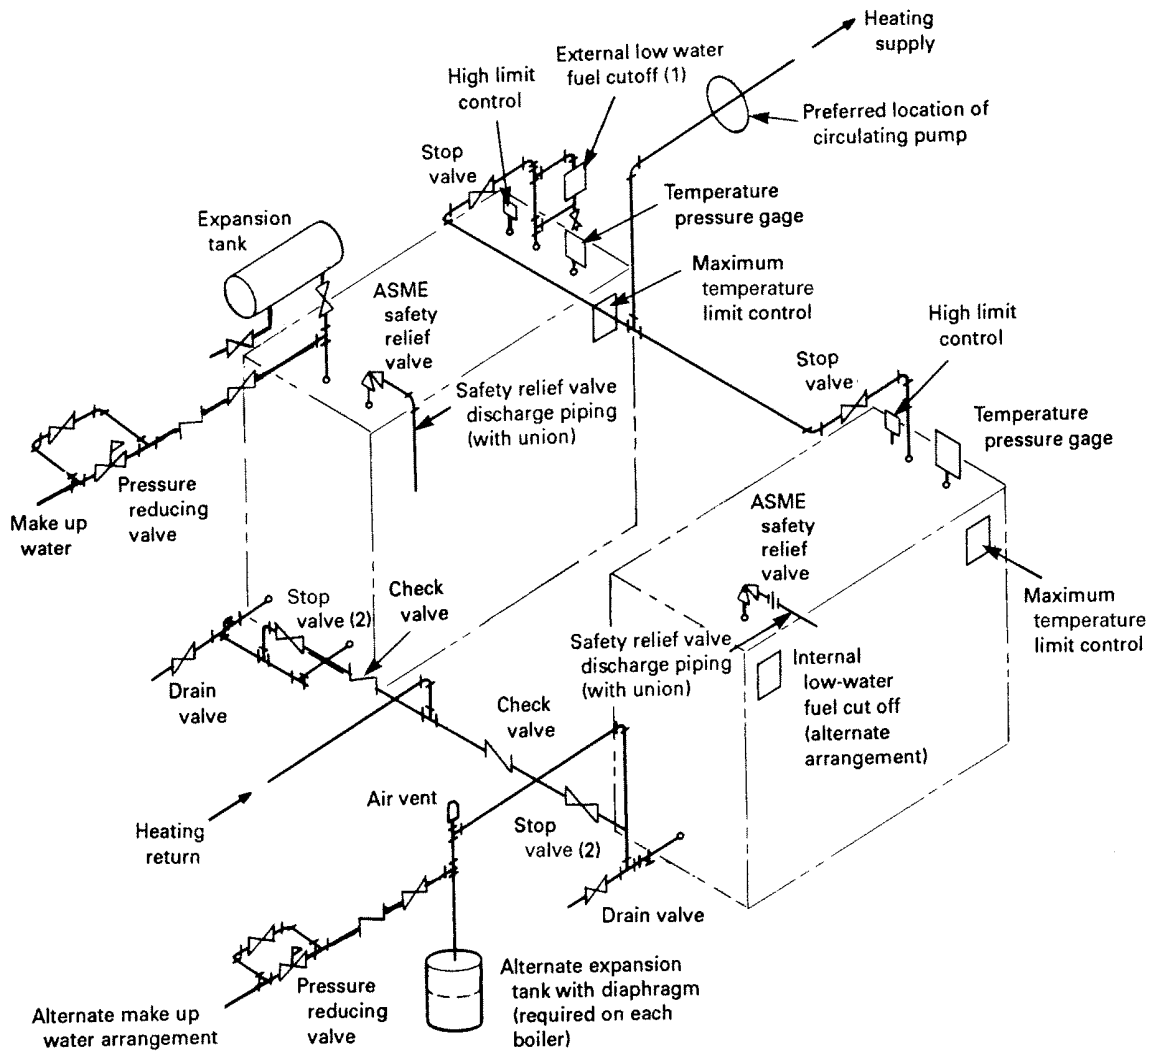 Heating
supply
External low water
fuel cutoff (1)
High limit
control
Preferred location of
circulating pump
Stop
valve
Temperature
pressure gage
Expansion
tank
Maximum
temperature
limit control
ASME
safety
relief
valve
High limit
control
Stop
valve
Safety relief valve
discharge piping
(with union)
Temperature
pressure gage
Pressure
reducing
valve
Make up
water
ASME
safety
relief
valve
Check
valve
Stop
valve (2)
Maximum
temperature
limit control
Safety relief valve
discharge piping
(with union)
Internal
low-water
fuel cut off
(alternate
arrangement)
Drain
valve
Check
valve
Air vent
Heating
return
Stop
valve (2)
Drain valve
Alternate expansion
tank with diaphragm
(required on each
boiler)
Pressure
reducing
valve
Alternate make up
water arrangement